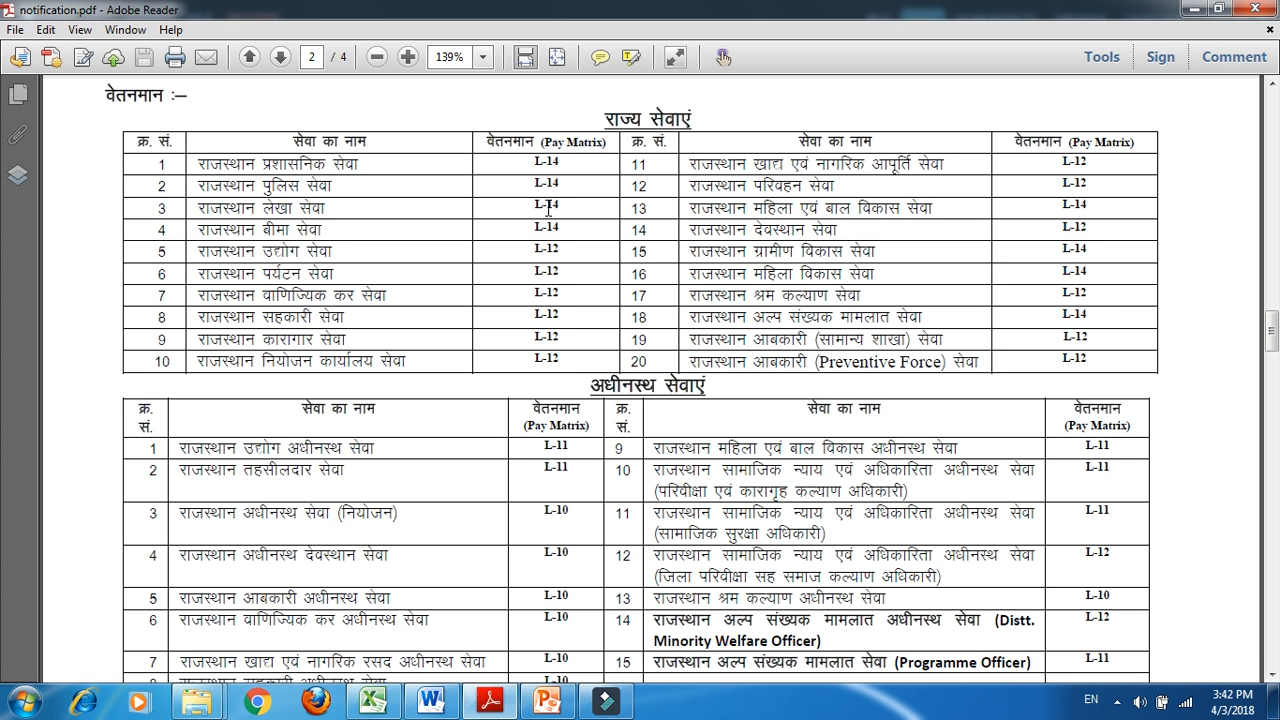 notification.pdf - Adobe Reader
File Edit View Window Help
2 / 4 139% Tools Sign Comment
वेतनमान :–
राज्य सेवाएं
क्र. सं. सेवा का नाम वेतनमान (Pay Matrix) क्र. सं. सेवा का नाम वेतनमान (Pay Matrix)
1 राजस्थान प्रशासनिक सेवा L-14 11 राजस्थान खाद्य एवं नागरिक आपूर्ति सेवा L-12
2 राजस्थान पुलिस सेवा L-14 12 राजस्थान परिवहन सेवा L-12
3 राजस्थान लेखा सेवा L-14 13 राजस्थान महिला एवं बाल विकास सेवा L-14
4 राजस्थान बीमा सेवा L-14 14 राजस्थान देवस्थान सेवा L-12
5 राजस्थान उद्योग सेवा L-12 15 राजस्थान ग्रामीण विकास सेवा L-14
6 राजस्थान पर्यटन सेवा L-12 16 राजस्थान महिला विकास सेवा L-14
7 राजस्थान वाणिज्यिक कर सेवा L-12 17 राजस्थान श्रम कल्याण सेवा L-12
8 राजस्थान सहकारी सेवा L-12 18 राजस्थान अल्प संख्यक मामलात सेवा L-14
9 राजस्थान कारागार सेवा L-12 19 राजस्थान आबकारी (सामान्य शाखा) सेवा L-12
10 राजस्थान नियोजन कार्यालय सेवा L-12 20 राजस्थान आबकारी (Preventive Force) सेवा L-12
अधीनस्थ सेवाएं
क्र. सेवा का नाम वेतनमान क्र. सेवा का नाम वेतनमान
सं. (Pay Matrix) सं. (Pay Matrix)
1 राजस्थान उद्योग अधीनस्थ सेवा L-11 9 राजस्थान महिला एवं बाल विकास अधीनस्थ सेवा L-11
2 राजस्थान तहसीलदार सेवा L-11 10 राजस्थान सामाजिक न्याय एवं अधिकारिता अधीनस्थ सेवा L-11
(परिवीक्षा एवं कारागृह कल्याण अधिकारी)
3 राजस्थान अधीनस्थ सेवा (नियोजन) L-10 11 राजस्थान सामाजिक न्याय एवं अधिकारिता अधीनस्थ सेवा L-11
(सामाजिक सुरक्षा अधिकारी)
4 राजस्थान अधीनस्थ देवस्थान सेवा L-10 12 राजस्थान सामाजिक न्याय एवं अधिकारिता अधीनस्थ सेवा L-12
(जिला परिवीक्षा सह समाज कल्याण अधिकारी)
5 राजस्थान आबकारी अधीनस्थ सेवा L-10 13 राजस्थान श्रम कल्याण अधीनस्थ सेवा L-10
6 राजस्थान वाणिज्यिक कर अधीनस्थ सेवा L-10 14 राजस्थान अल्प संख्यक मामलात अधीनस्थ सेवा (Distt. L-12
Minority Welfare Officer)
7 राजस्थान खाद्य एवं नागरिक रसद अधीनस्थ सेवा L-10 15 राजस्थान अल्प संख्यक मामलात सेवा (Programme Officer) L-11
L-10
EN 3:42 PM
4/3/2018